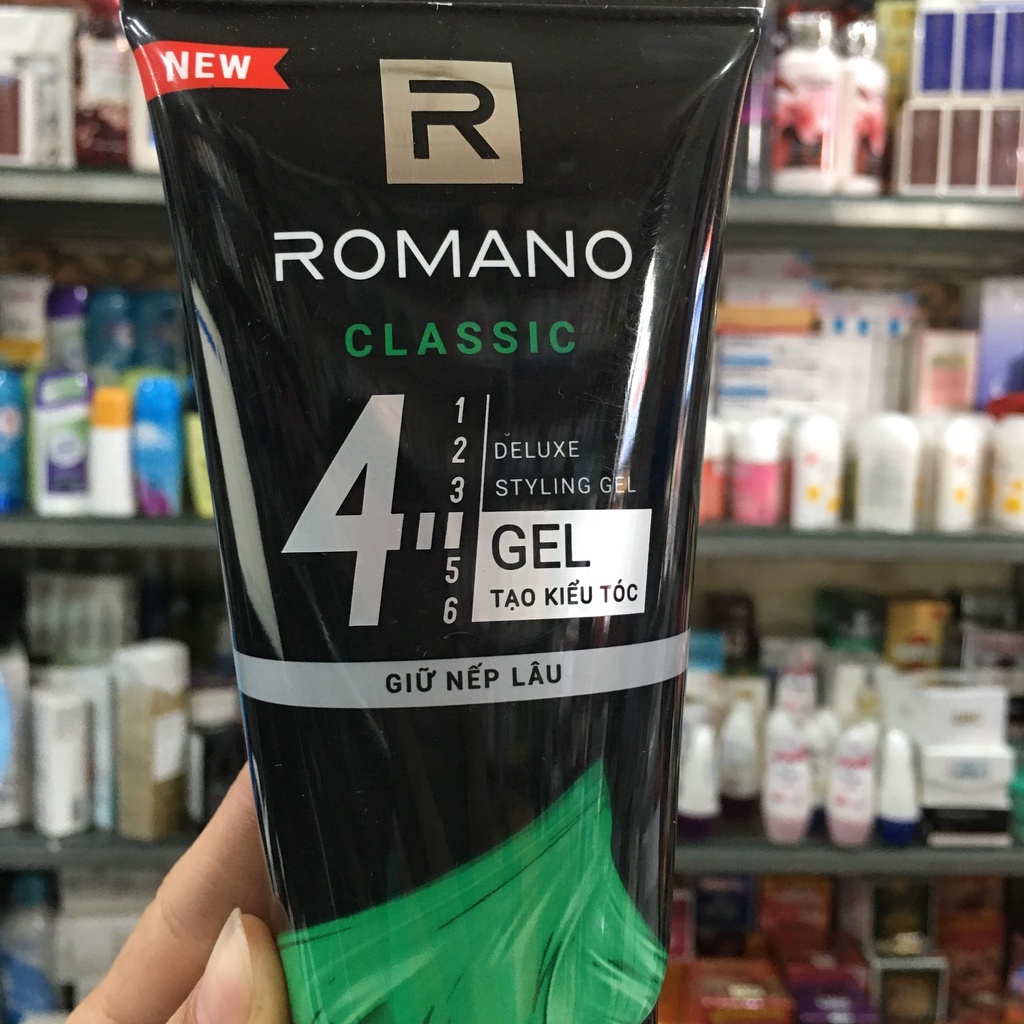 NEW
R
ROMANO
CLASSIC
4
1
2
3
5
6
DELUXE
STYLING GEL
GEL
TẠO KIỂU TÓC
GIỮ NẾP LÂU